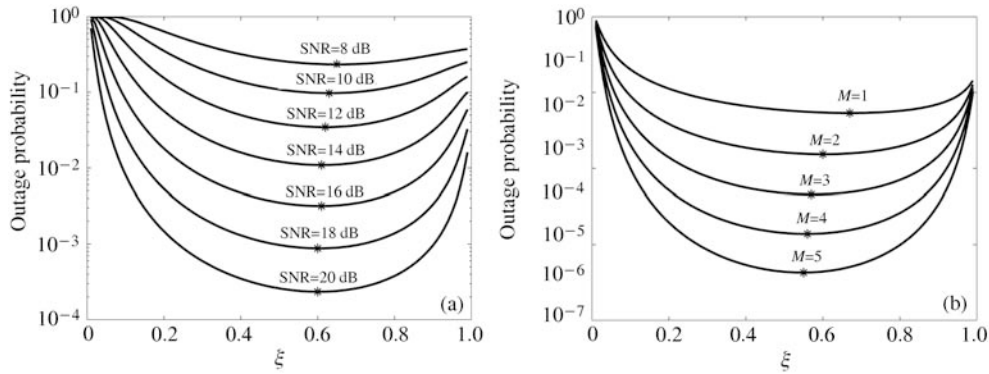 10^0
10^-1
10^-2
10^-3
10^-4
Outage probability
SNR=8 dB
SNR=10 dB
SNR=12 dB
SNR=14 dB
SNR=16 dB
SNR=18 dB
SNR=20 dB
(a)
0 0.2 0.4 0.6 0.8 1.0
ξ
10^0
10^-1
10^-2
10^-3
10^-4
10^-5
10^-6
10^-7
Outage probability
M=1
M=2
M=3
M=4
M=5
(b)
0 0.2 0.4 0.6 0.8 1.0
ξ